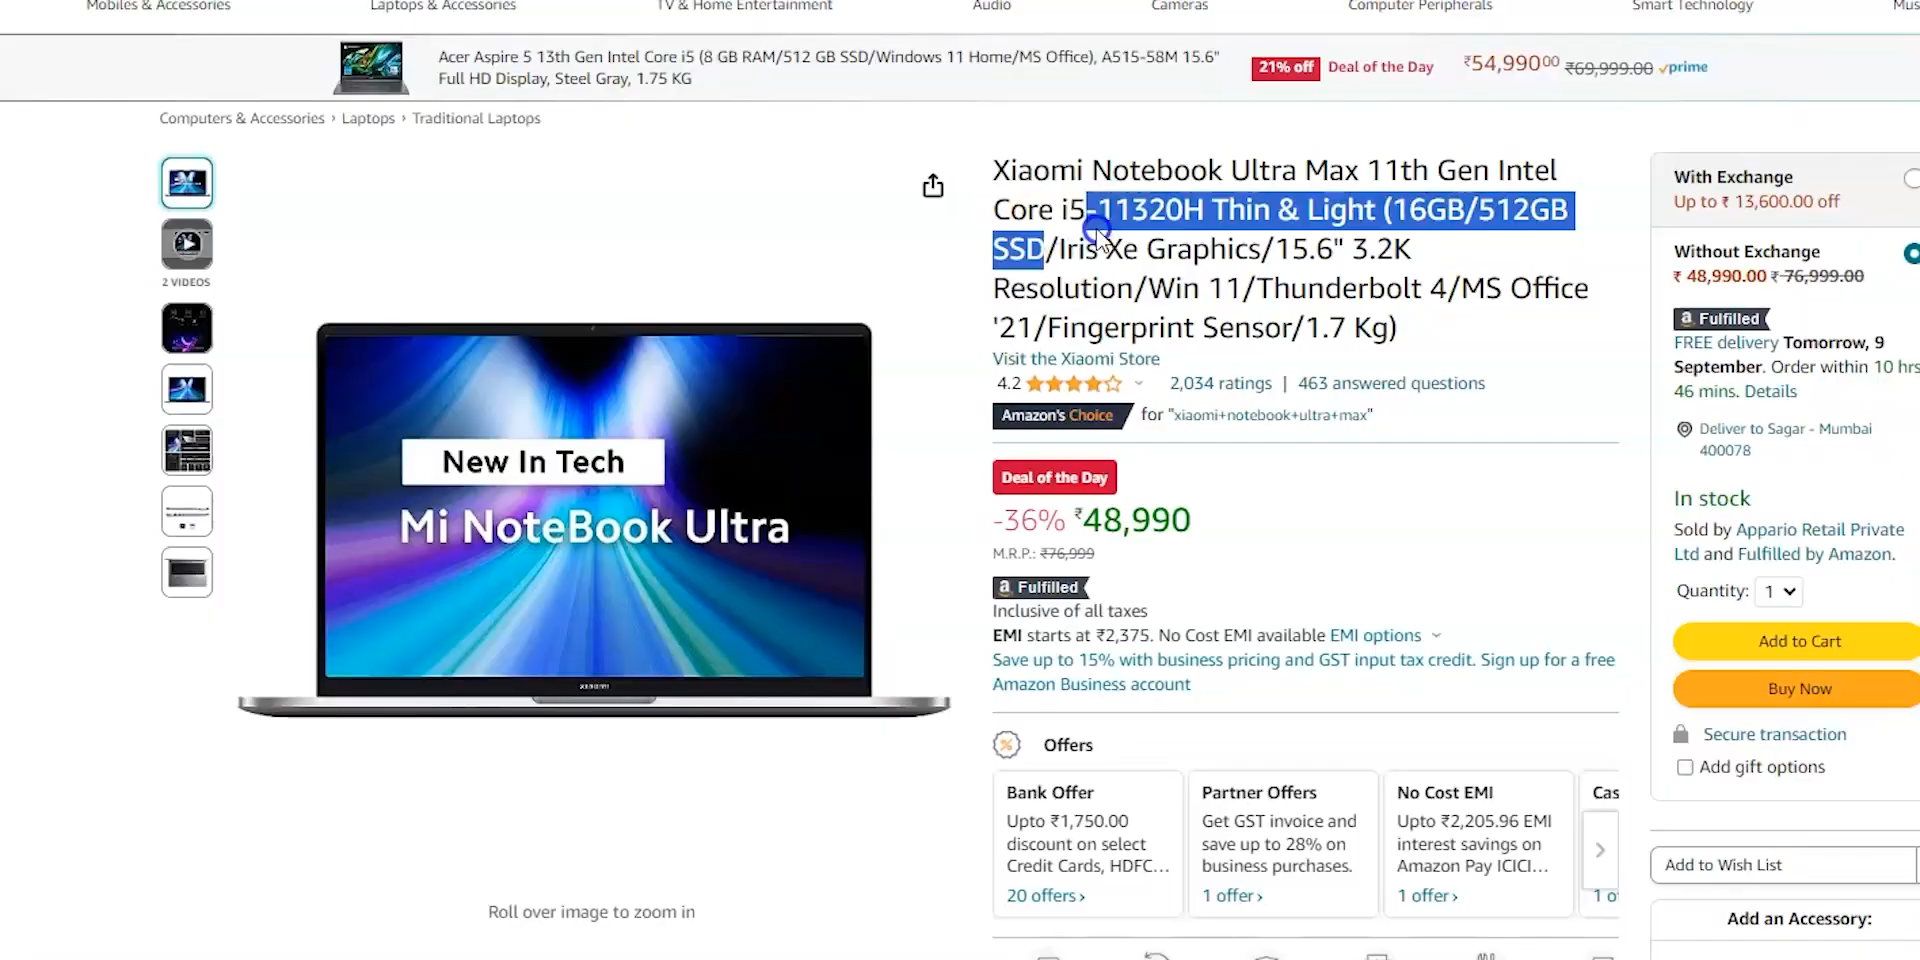 Mobiles & Accessories
Laptops & Accessories
TV & Home Entertainment
Audio
Cameras
Computer Peripherals
Smart Technology
Acer Aspire 5 13th Gen Intel Core i5 (8 GB RAM/512 GB SSD/Windows 11 Home/MS Office), A515-58M 15.6"
Full HD Display, Steel Gray, 1.75 KG
21% off Deal of the Day ₹54,990.00 ₹69,999.00 prime
Computers & Accessories › Laptops › Traditional Laptops
2 VIDEOS
New In Tech
Mi NoteBook Ultra
XIAOMI
Roll over image to zoom in
Xiaomi Notebook Ultra Max 11th Gen Intel
Core i5-11320H Thin & Light (16GB/512GB
SSD/Iris Xe Graphics/15.6" 3.2K
Resolution/Win 11/Thunderbolt 4/MS Office
'21/Fingerprint Sensor/1.7 Kg)
Visit the Xiaomi Store
4.2 2,034 ratings | 463 answered questions
Amazon's Choice for "xiaomi+notebook+ultra+max"
Deal of the Day
-36% ₹48,990
M.R.P.: ₹76,999
a Fulfilled
Inclusive of all taxes
EMI starts at ₹2,375. No Cost EMI available EMI options
Save up to 15% with business pricing and GST input tax credit. Sign up for a free
Amazon Business account
Offers
Bank Offer
Upto ₹1,750.00
discount on select
Credit Cards, HDFC...
20 offers ›
Partner Offers
Get GST invoice and
save up to 28% on
business purchases.
1 offer ›
No Cost EMI
Upto ₹2,205.96 EMI
interest savings on
Amazon Pay ICICI...
1 offer ›
Cas
1 o
With Exchange
Up to ₹ 13,600.00 off
Without Exchange
₹ 48,990.00 ₹ 76,999.00
a Fulfilled
FREE delivery Tomorrow, 9
September. Order within 10 hrs
46 mins. Details
Deliver to Sagar - Mumbai
400078
In stock
Sold by Appario Retail Private
Ltd and Fulfilled by Amazon.
Quantity: 1
Add to Cart
Buy Now
Secure transaction
Add gift options
Add to Wish List
Add an Accessory: